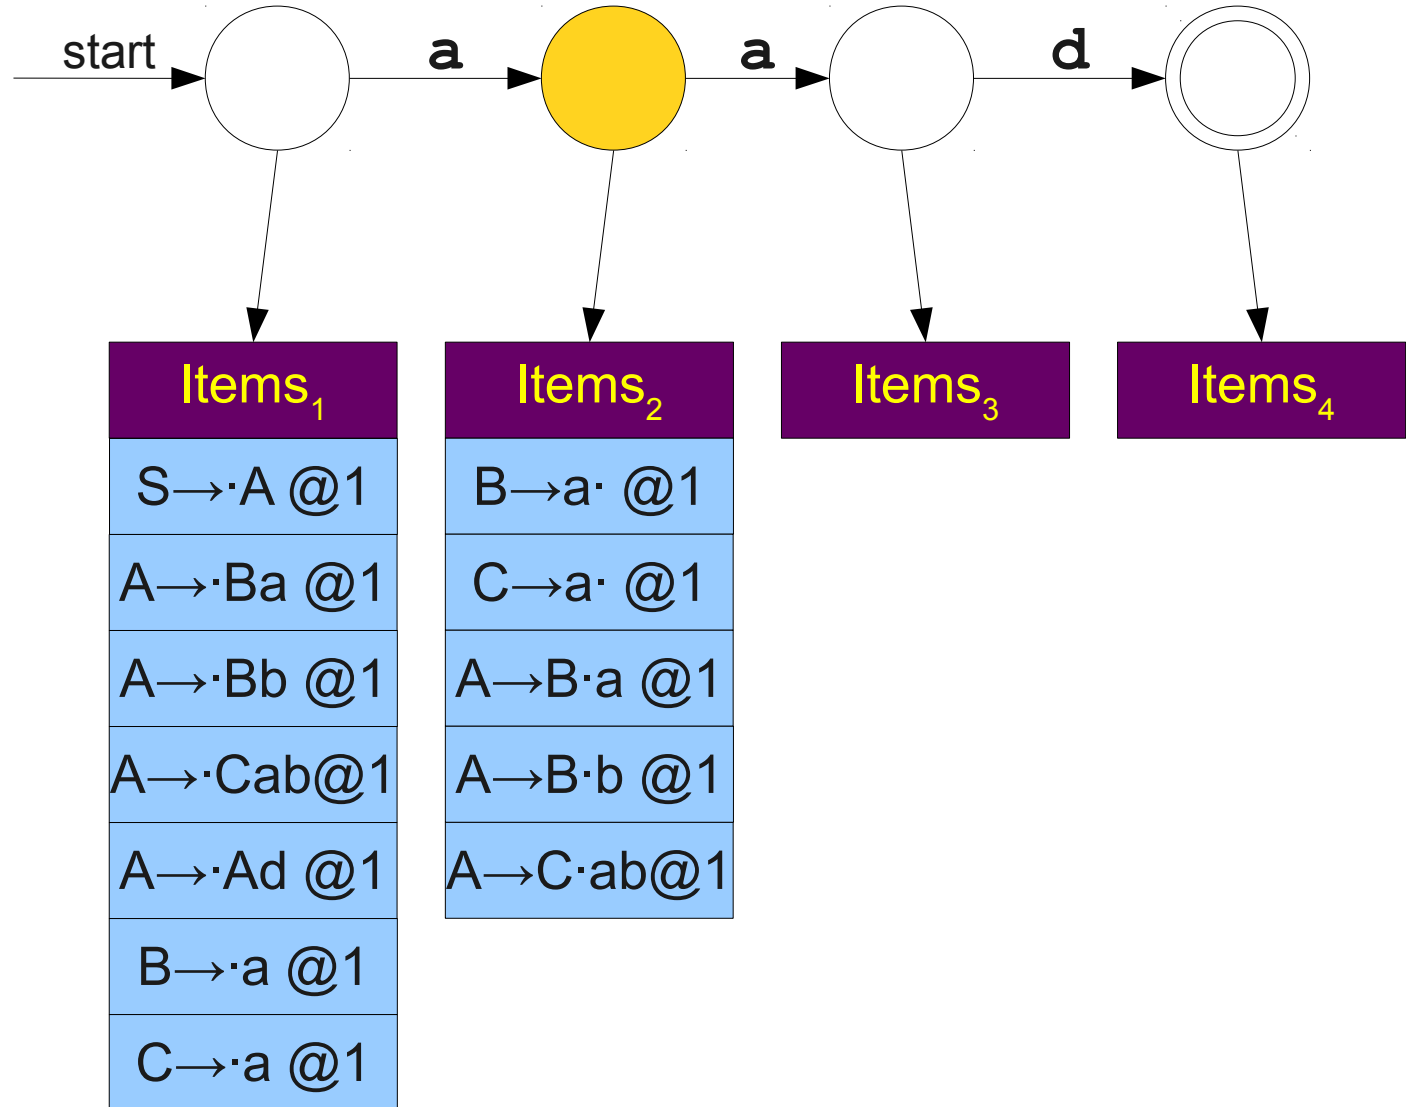 start a a d
Items1 Items2 Items3 Items4
S→·A @1 B→a· @1
A→·Ba @1 C→a· @1
A→·Bb @1 A→B·a @1
A→·Cab@1 A→B·b @1
A→·Ad @1 A→C·ab@1
B→·a @1
C→·a @1